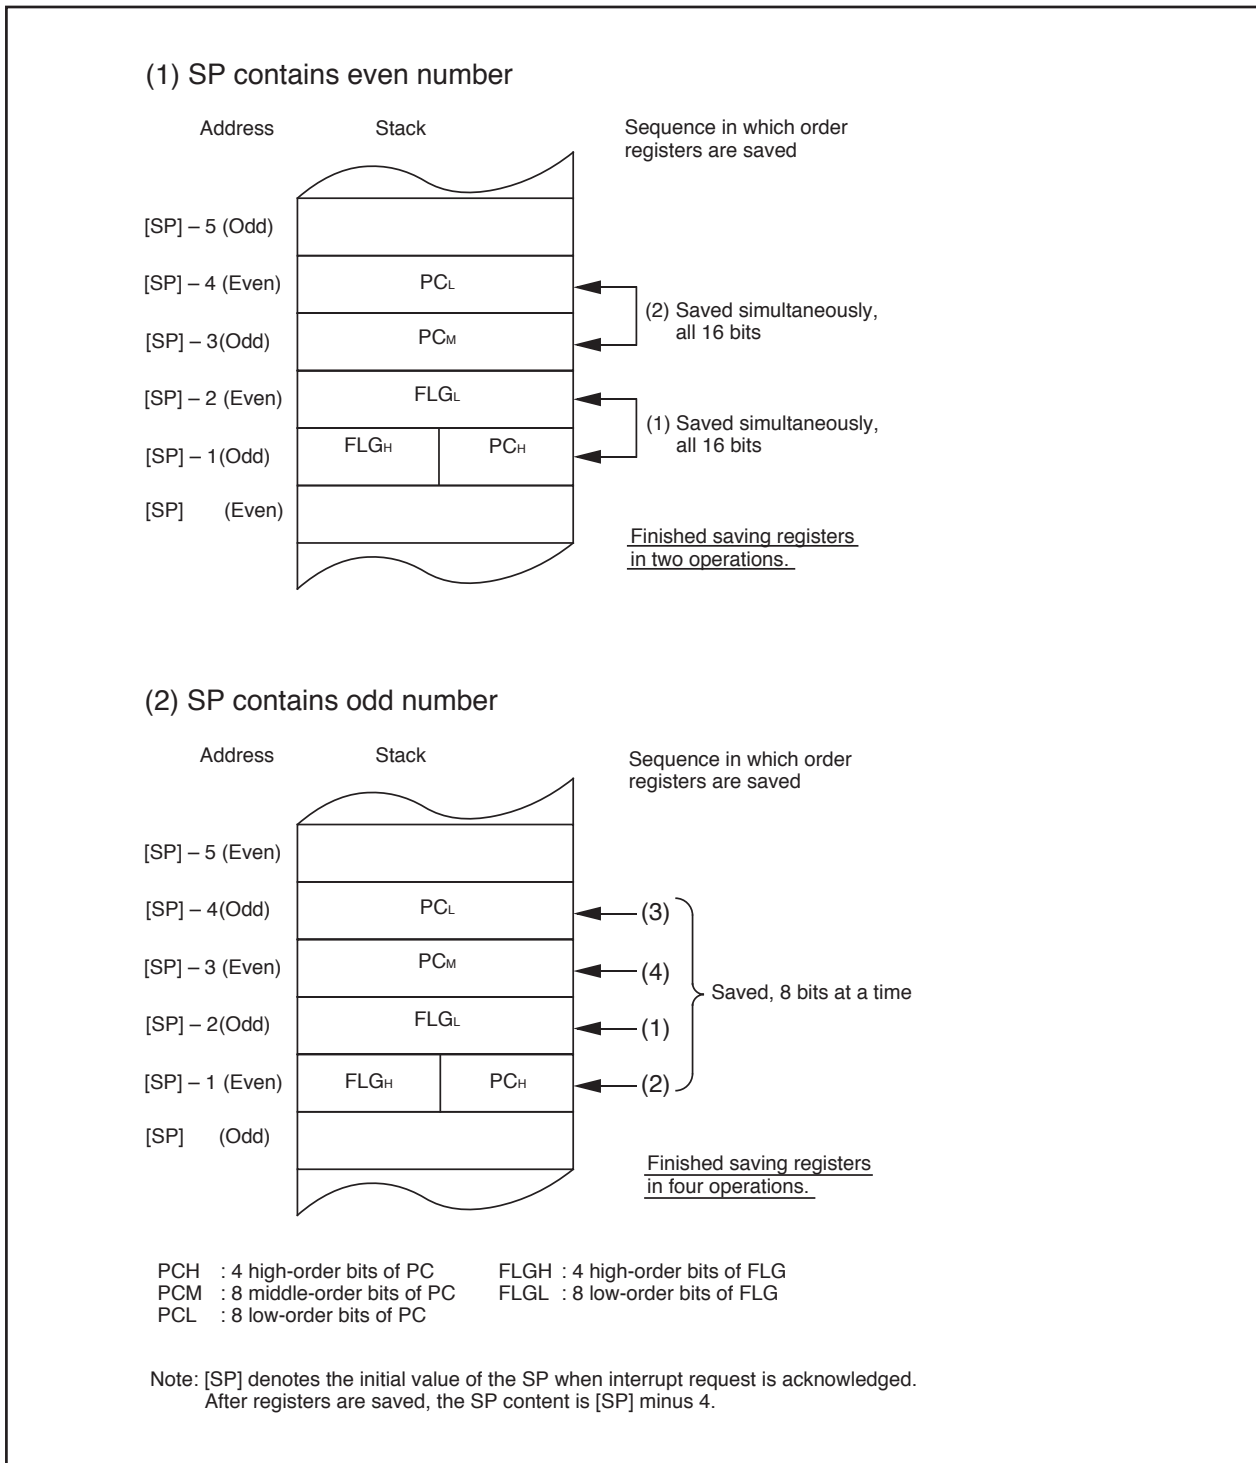 (1) SP contains even number
Address Stack Sequence in which order
registers are saved
[SP] – 5 (Odd)
[SP] – 4 (Even) PCL
(2) Saved simultaneously,
all 16 bits
[SP] – 3(Odd) PCM
[SP] – 2 (Even) FLGL
(1) Saved simultaneously,
all 16 bits
[SP] – 1(Odd) FLGH PCH
[SP] (Even)
Finished saving registers
in two operations.
(2) SP contains odd number
Address Stack Sequence in which order
registers are saved
[SP] – 5 (Even)
[SP] – 4(Odd) PCL (3)
[SP] – 3 (Even) PCM (4)
Saved, 8 bits at a time
[SP] – 2(Odd) FLGL (1)
[SP] – 1 (Even) FLGH PCH (2)
[SP] (Odd)
Finished saving registers
in four operations.
PCH : 4 high-order bits of PC FLGH : 4 high-order bits of FLG
PCM : 8 middle-order bits of PC FLGL : 8 low-order bits of FLG
PCL : 8 low-order bits of PC
Note: [SP] denotes the initial value of the SP when interrupt request is acknowledged.
After registers are saved, the SP content is [SP] minus 4.